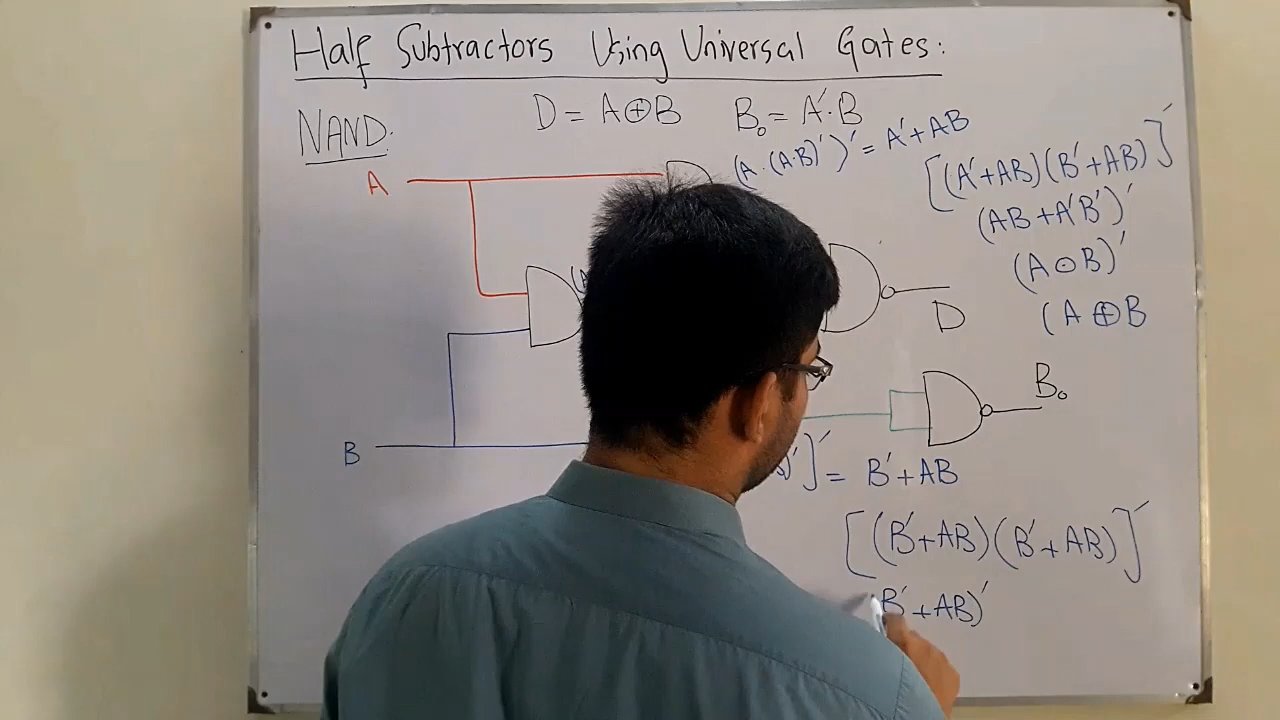 Half Subtractors Using Universal Gates:
NAND:
D = A⊕B B₀ = A′·B
(A·(A·B)′)′ = A′+AB
[(A′+AB)(B′+AB)]′
(AB+A′B′)′
(A⊙B)′
(A⊕B
A
D
B₀
B
)′]′ = B′+AB
[(B′+AB)(B′+AB)]′
B′+AB)′